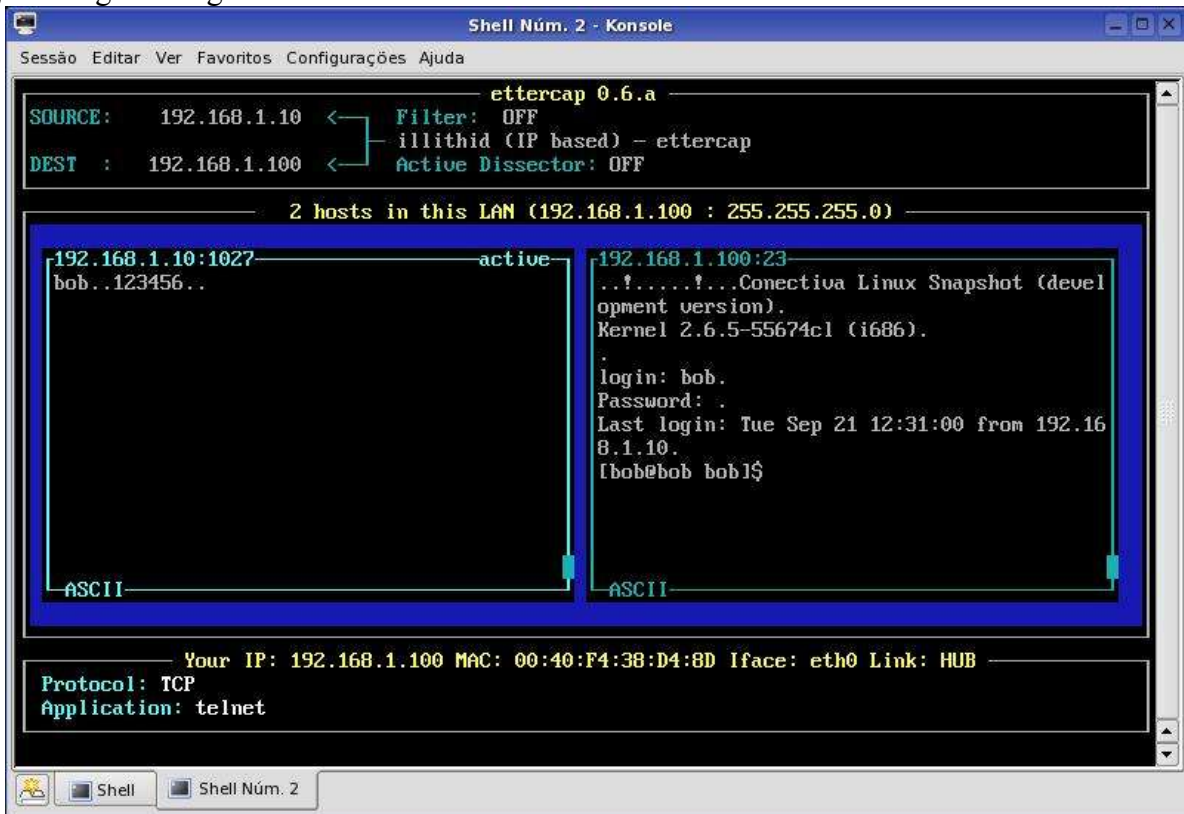 Shell Núm. 2 - Konsole
Sessão Editar Ver Favoritos Configurações Ajuda
ettercap 0.6.a
SOURCE: 192.168.1.10 <— Filter: OFF
illithid (IP based) - ettercap
DEST : 192.168.1.100 <— Active Dissector: OFF
2 hosts in this LAN (192.168.1.100 : 255.255.255.0)
192.168.1.10:1027 active
bob..123456..
ASCII
192.168.1.100:23
..!.....!...Conectiva Linux Snapshot (devel
opment version).
Kernel 2.6.5-55674cl (i686).
.
login: bob.
Password: .
Last login: Tue Sep 21 12:31:00 from 192.16
8.1.10.
[bob@bob bob]$
ASCII
Your IP: 192.168.1.100 MAC: 00:40:F4:38:D4:8D Iface: eth0 Link: HUB
Protocol: TCP
Application: telnet
Shell
Shell Núm. 2